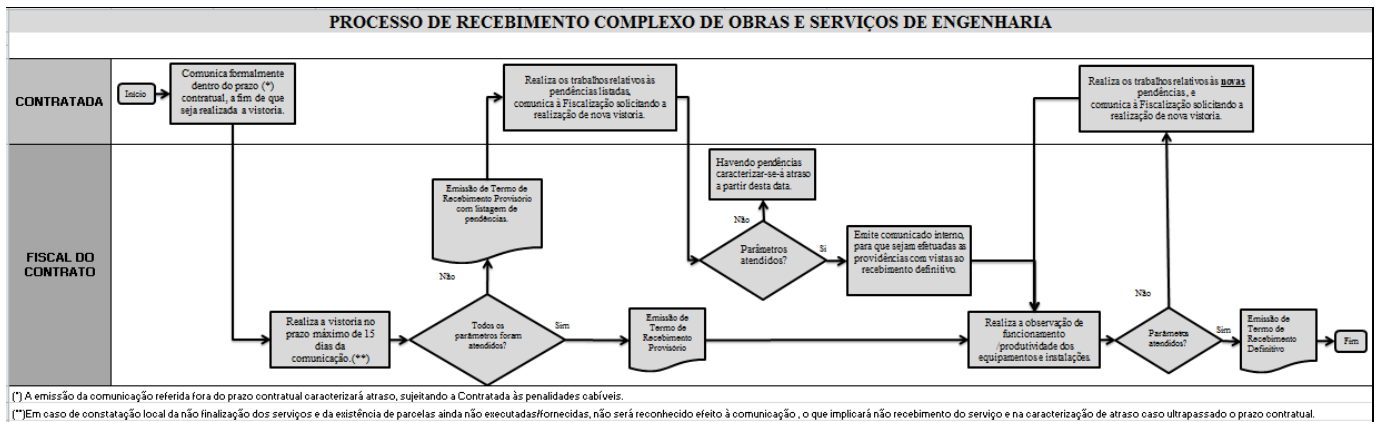 PROCESSO DE RECEBIMENTO COMPLEXO DE OBRAS E SERVIÇOS DE ENGENHARIA
CONTRATADA
Inicio
Comunica formalmente
dentro do prazo (*)
contratual, a fim de que
seja realizada a vistoria.
Realiza os trabalhos relativos às
pendências listadas,
comunica à Fiscalização solicitando a
realização de nova vistoria.
Realiza os trabalhos relativos às novas
pendências, e
comunica à Fiscalização solicitando a
realização de nova vistoria.
FISCAL DO
CONTRATO
Realiza a vistoria no
prazo máximo de 15
dias da
comunicação.(**)
Todos os
parâmetros foram
atendidos?
Não
Emissão de Termo de
Recebimento Provisório
com listagem de
pendências.
Sim
Emissão de
Termo de
Recebimento
Provisório
Havendo pendências
caracterizar-se-á atraso
a partir desta data.
Não
Parâmetros
atendidos?
Si
Emite comunicado interno,
para que sejam efetuadas as
providências com vistas ao
recebimento definitivo.
Realiza a observação de
funcionamento
/produtividade dos
equipamentos e instalações.
Não
Parâmetros
atendidos?
Sim
Emissão de
Termo de
Recebimento
Definitivo
Fim
(*) A emissão da comunicação referida fora do prazo contratual caracterizará atraso, sujeitando a Contratada às penalidades cabíveis.
(**)Em caso de constatação local da não finalização dos serviços e da existência de parcelas ainda não executadas/fornecidas, não será reconhecido efeito à comunicação , o que implicará não recebimento do serviço e na caracterização de atraso caso ultrapassado o prazo contratual.